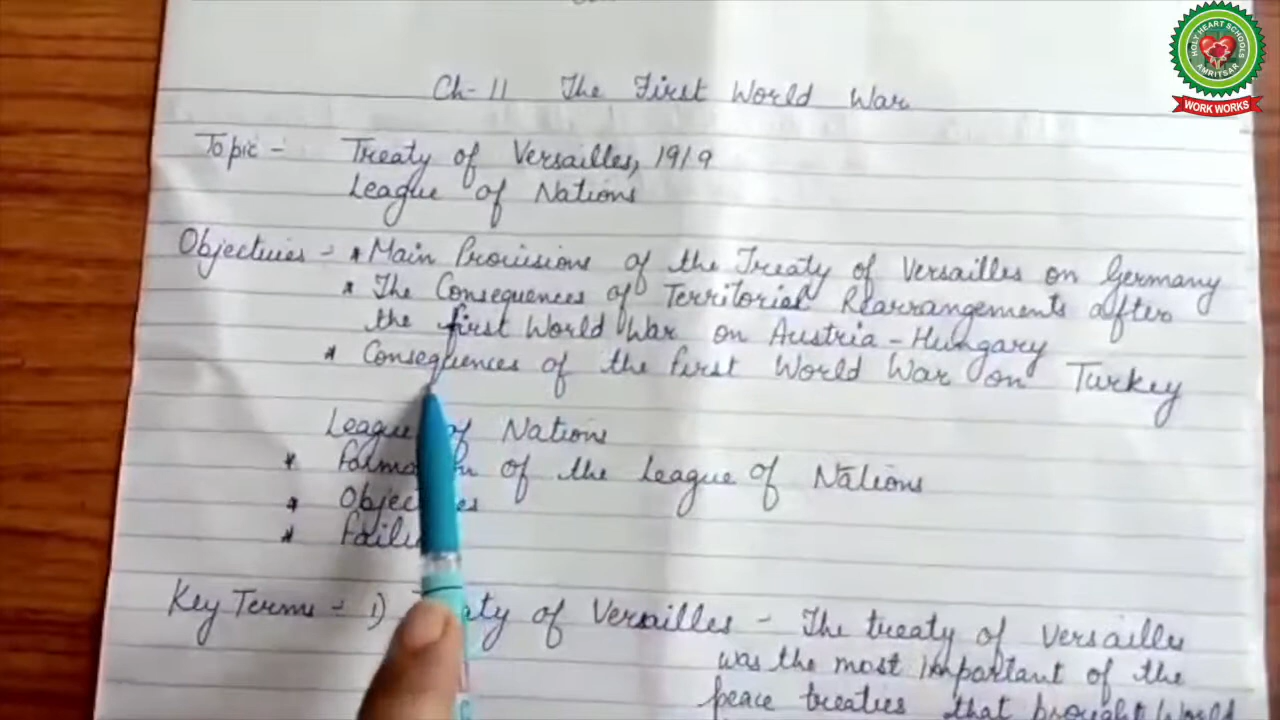 Ch-11 The First World War
Topic - Treaty of Versailles, 1919
League of Nations
Objectives - * Main Provisions of the Treaty of Versailles on Germany
* The Consequences of Territorial Rearrangements after
the first World War on Austria - Hungary
* Consequences of the first World War on Turkey
League of Nations
* of the League of Nations
*
*
Key Terms - 1) of Versailles - The treaty of Versailles
was the most important of the
peace treaties that brought World
HOLY HEART SCHOOLS
AMRITSAR
WORK WORKS